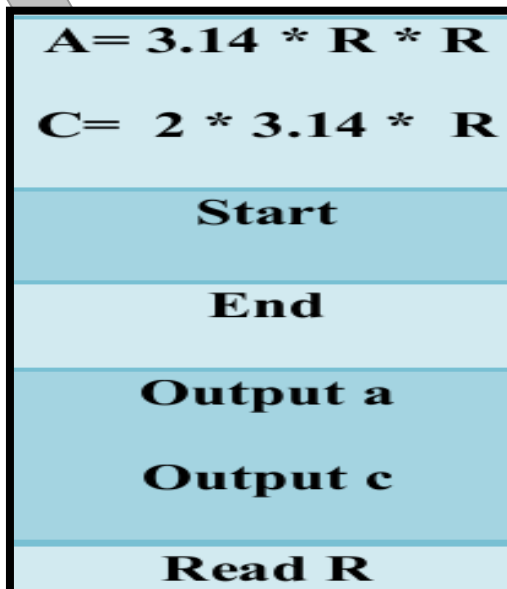 A= 3.14 * R * R
C= 2 * 3.14 * R
Start
End
Output a
Output c
Read R